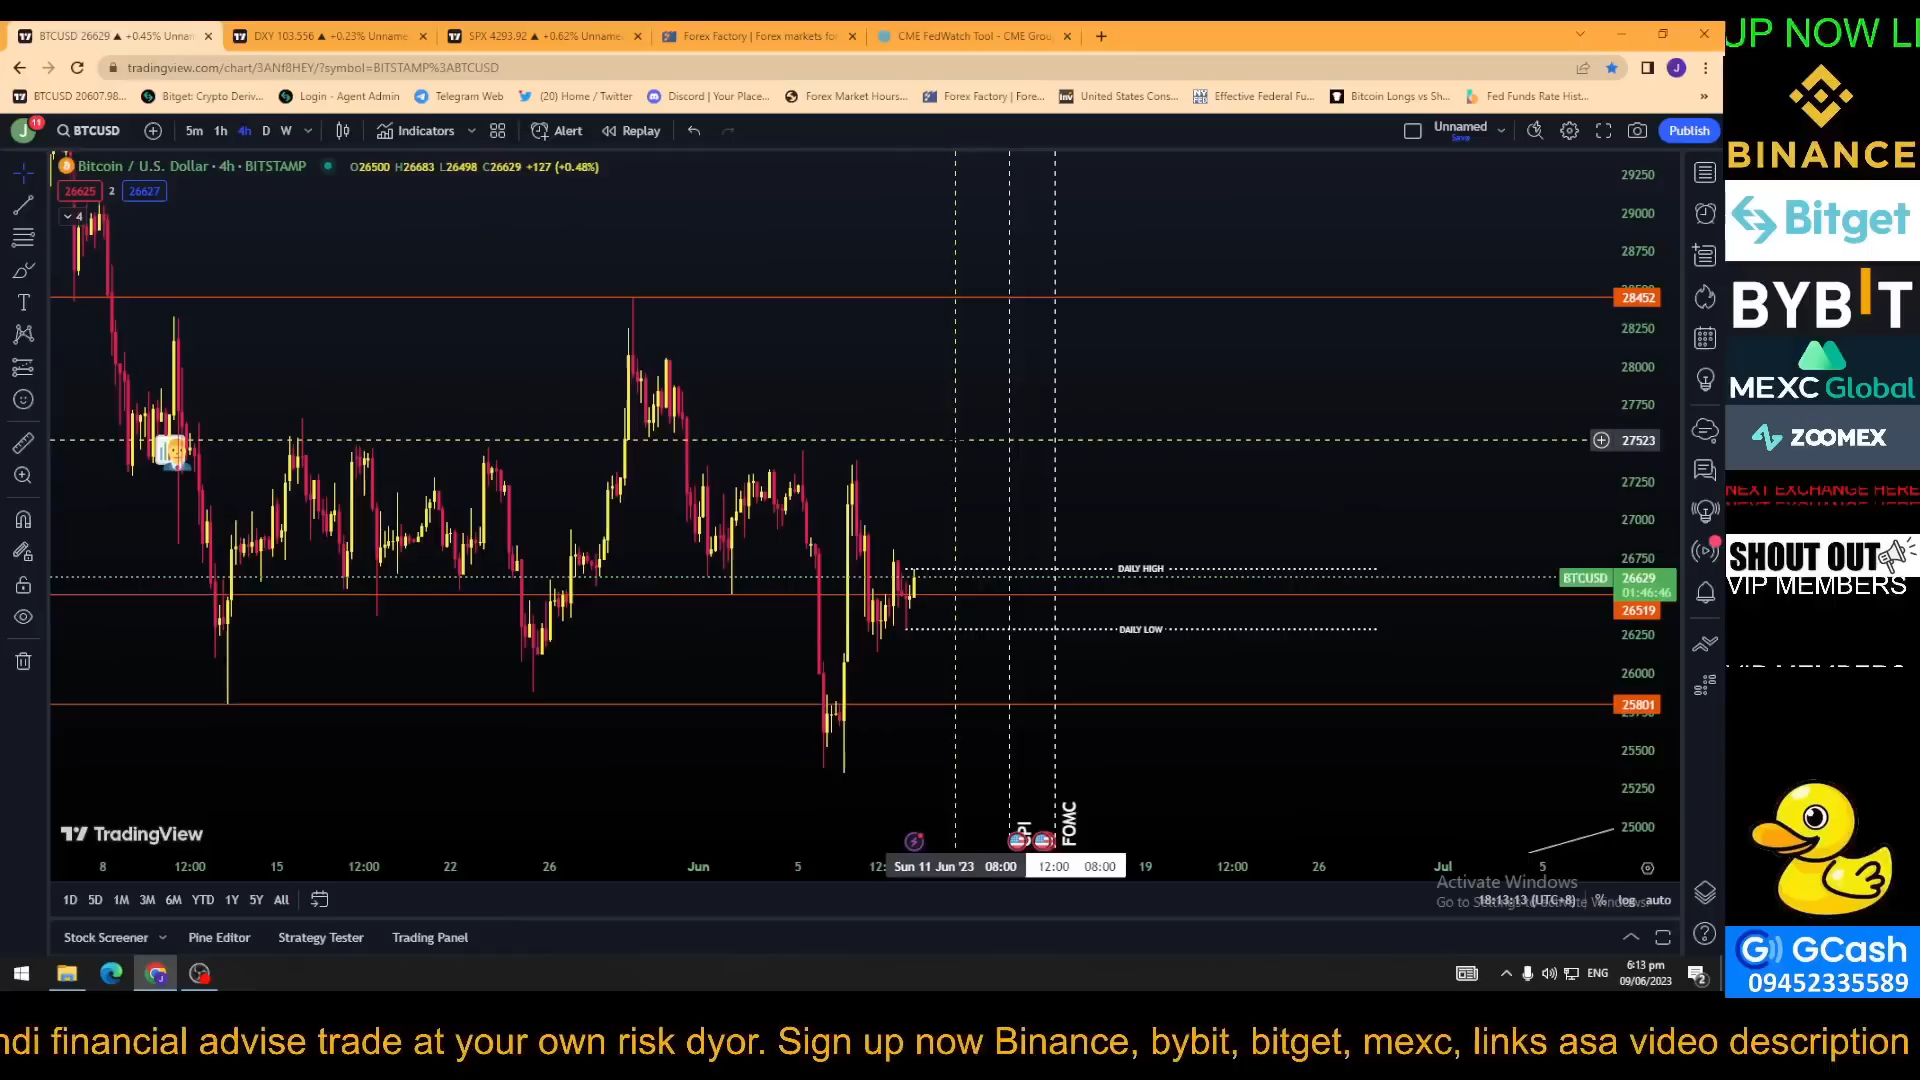 UP NOW LI
BTCUSD 26629 ▲ +0.45% Unnam
DXY 103.556 ▲ +0.23% Unname
SPX 4293.92 ▲ +0.62% Unname
Forex Factory | Forex markets fo
CME FedWatch Tool - CME Grou
tradingview.com/chart/3ANf8HEY/?symbol=BITSTAMP%3ABTCUSD
J
BTCUSD 20607.98...
Bitget: Crypto Deriv...
Login - Agent Admin
Telegram Web
(20) Home / Twitter
Discord | Your Place...
Forex Market Hours...
Forex Factory | Fore...
United States Cons...
Effective Federal Fu...
Bitcoin Longs vs Sh...
Fed Funds Rate Hist...
»
J 11
BTCUSD
5m 1h 4h D W
Indicators
Alert
Replay
Unnamed
Save
Publish
BINANCE
Bitcoin / U.S. Dollar · 4h · BITSTAMP
O26500 H26683 L26498 C26629 +127 (+0.48%)
26625 2 26627
4
29250
29000
28750
28452
28250
28000
27750
27523
27250
27000
26750
BTCUSD 26629
01:46:46
26519
26250
26000
25801
25500
25250
25000
DAILY HIGH
DAILY LOW
FOMC
Bitget
BYBIT
MEXC Global
ZOOMEX
NEXT EXCHANGE HERE
SHOUT OUT
VIP MEMBERS
TradingView
8 12:00 15 12:00 22 26 Jun 5 12: Sun 11 Jun '23 08:00 12:00 08:00 19 12:00 26 Jul 5
Activate Windows
1D 5D 1M 3M 6M YTD 1Y 5Y All
18:13:13 (UTC+8) % log auto
Stock Screener
Pine Editor
Strategy Tester
Trading Panel
GCash
09452335589
ENG
6:13 pm
09/06/2023
2
ndi financial advise trade at your own risk dyor. Sign up now Binance, bybit, bitget, mexc, links asa video description